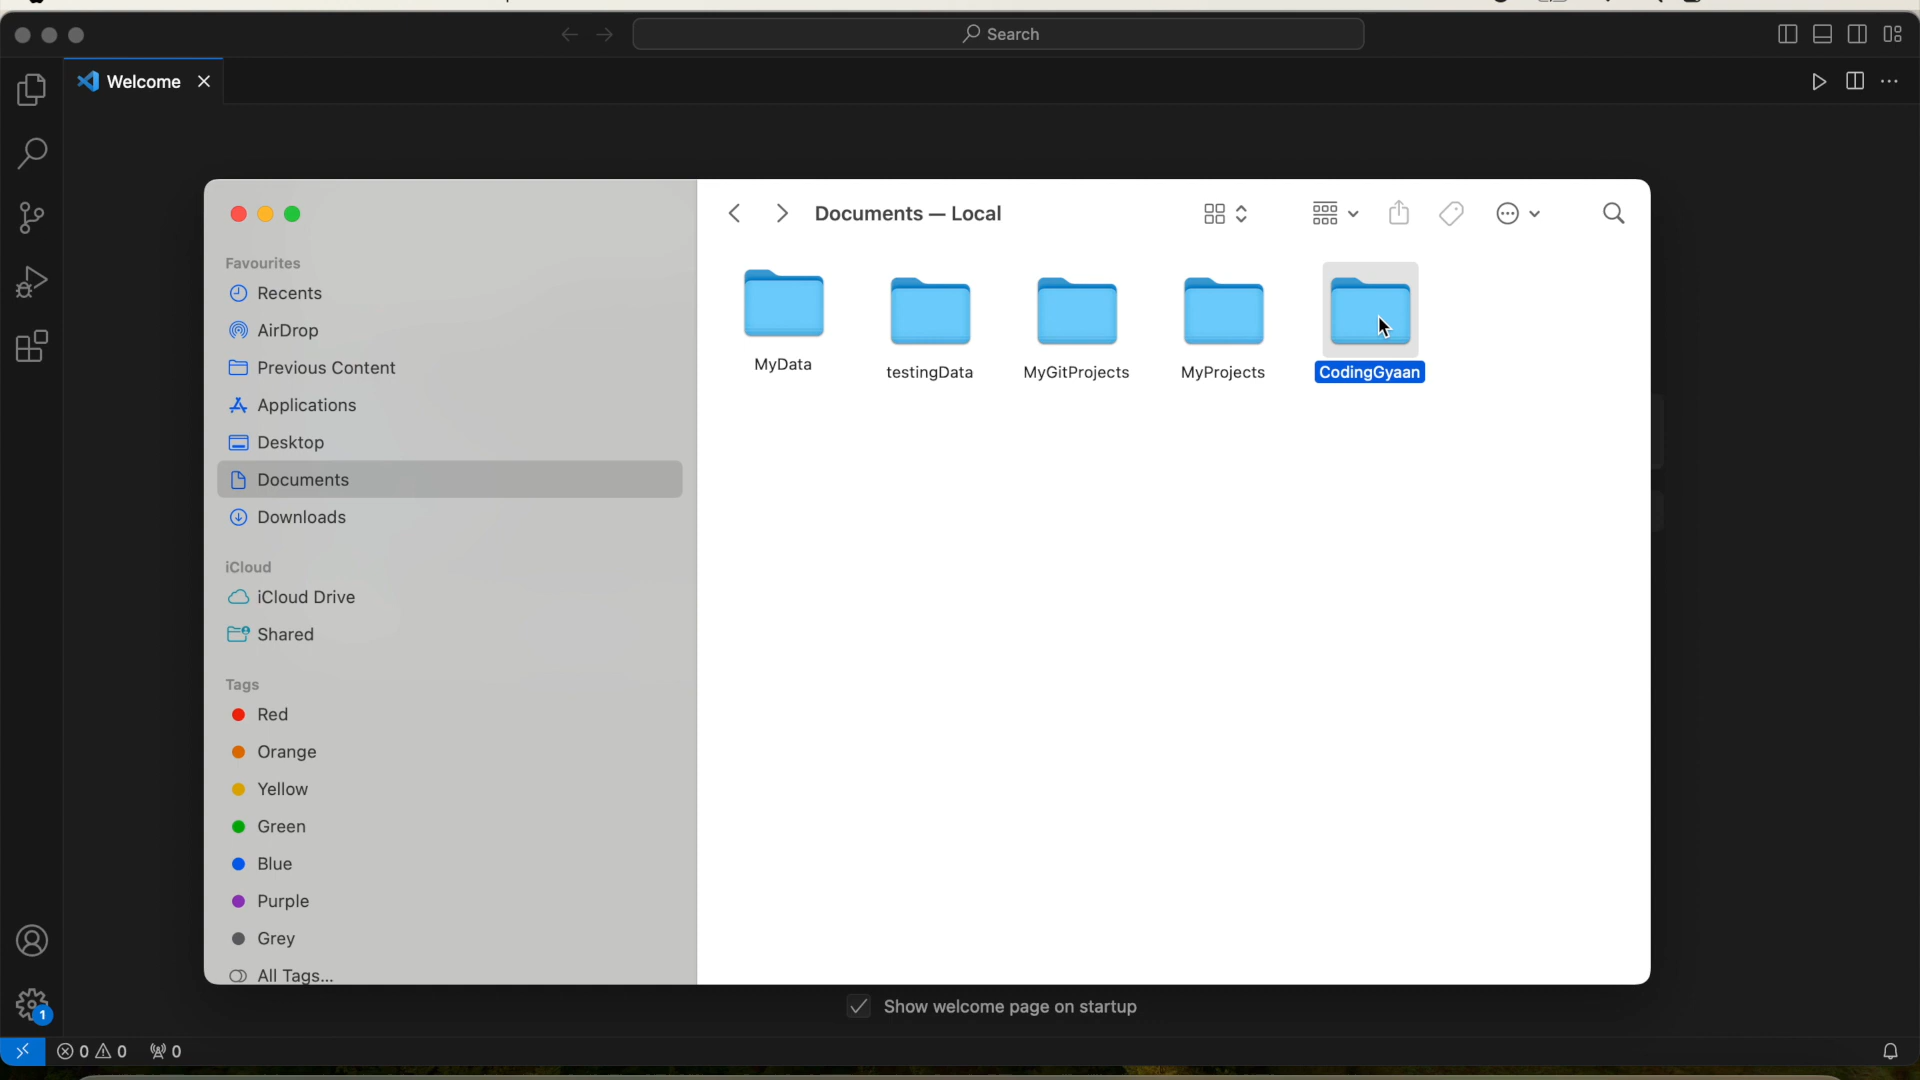 Search
Welcome
Documents — Local
Favourites
Recents
AirDrop
Previous Content
Applications
Desktop
Documents
Downloads
iCloud
iCloud Drive
Shared
Tags
Red
Orange
Yellow
Green
Blue
Purple
Grey
All Tags...
MyData
testingData
MyGitProjects
MyProjects
CodingGyaan
Show welcome page on startup
1
0 0 0